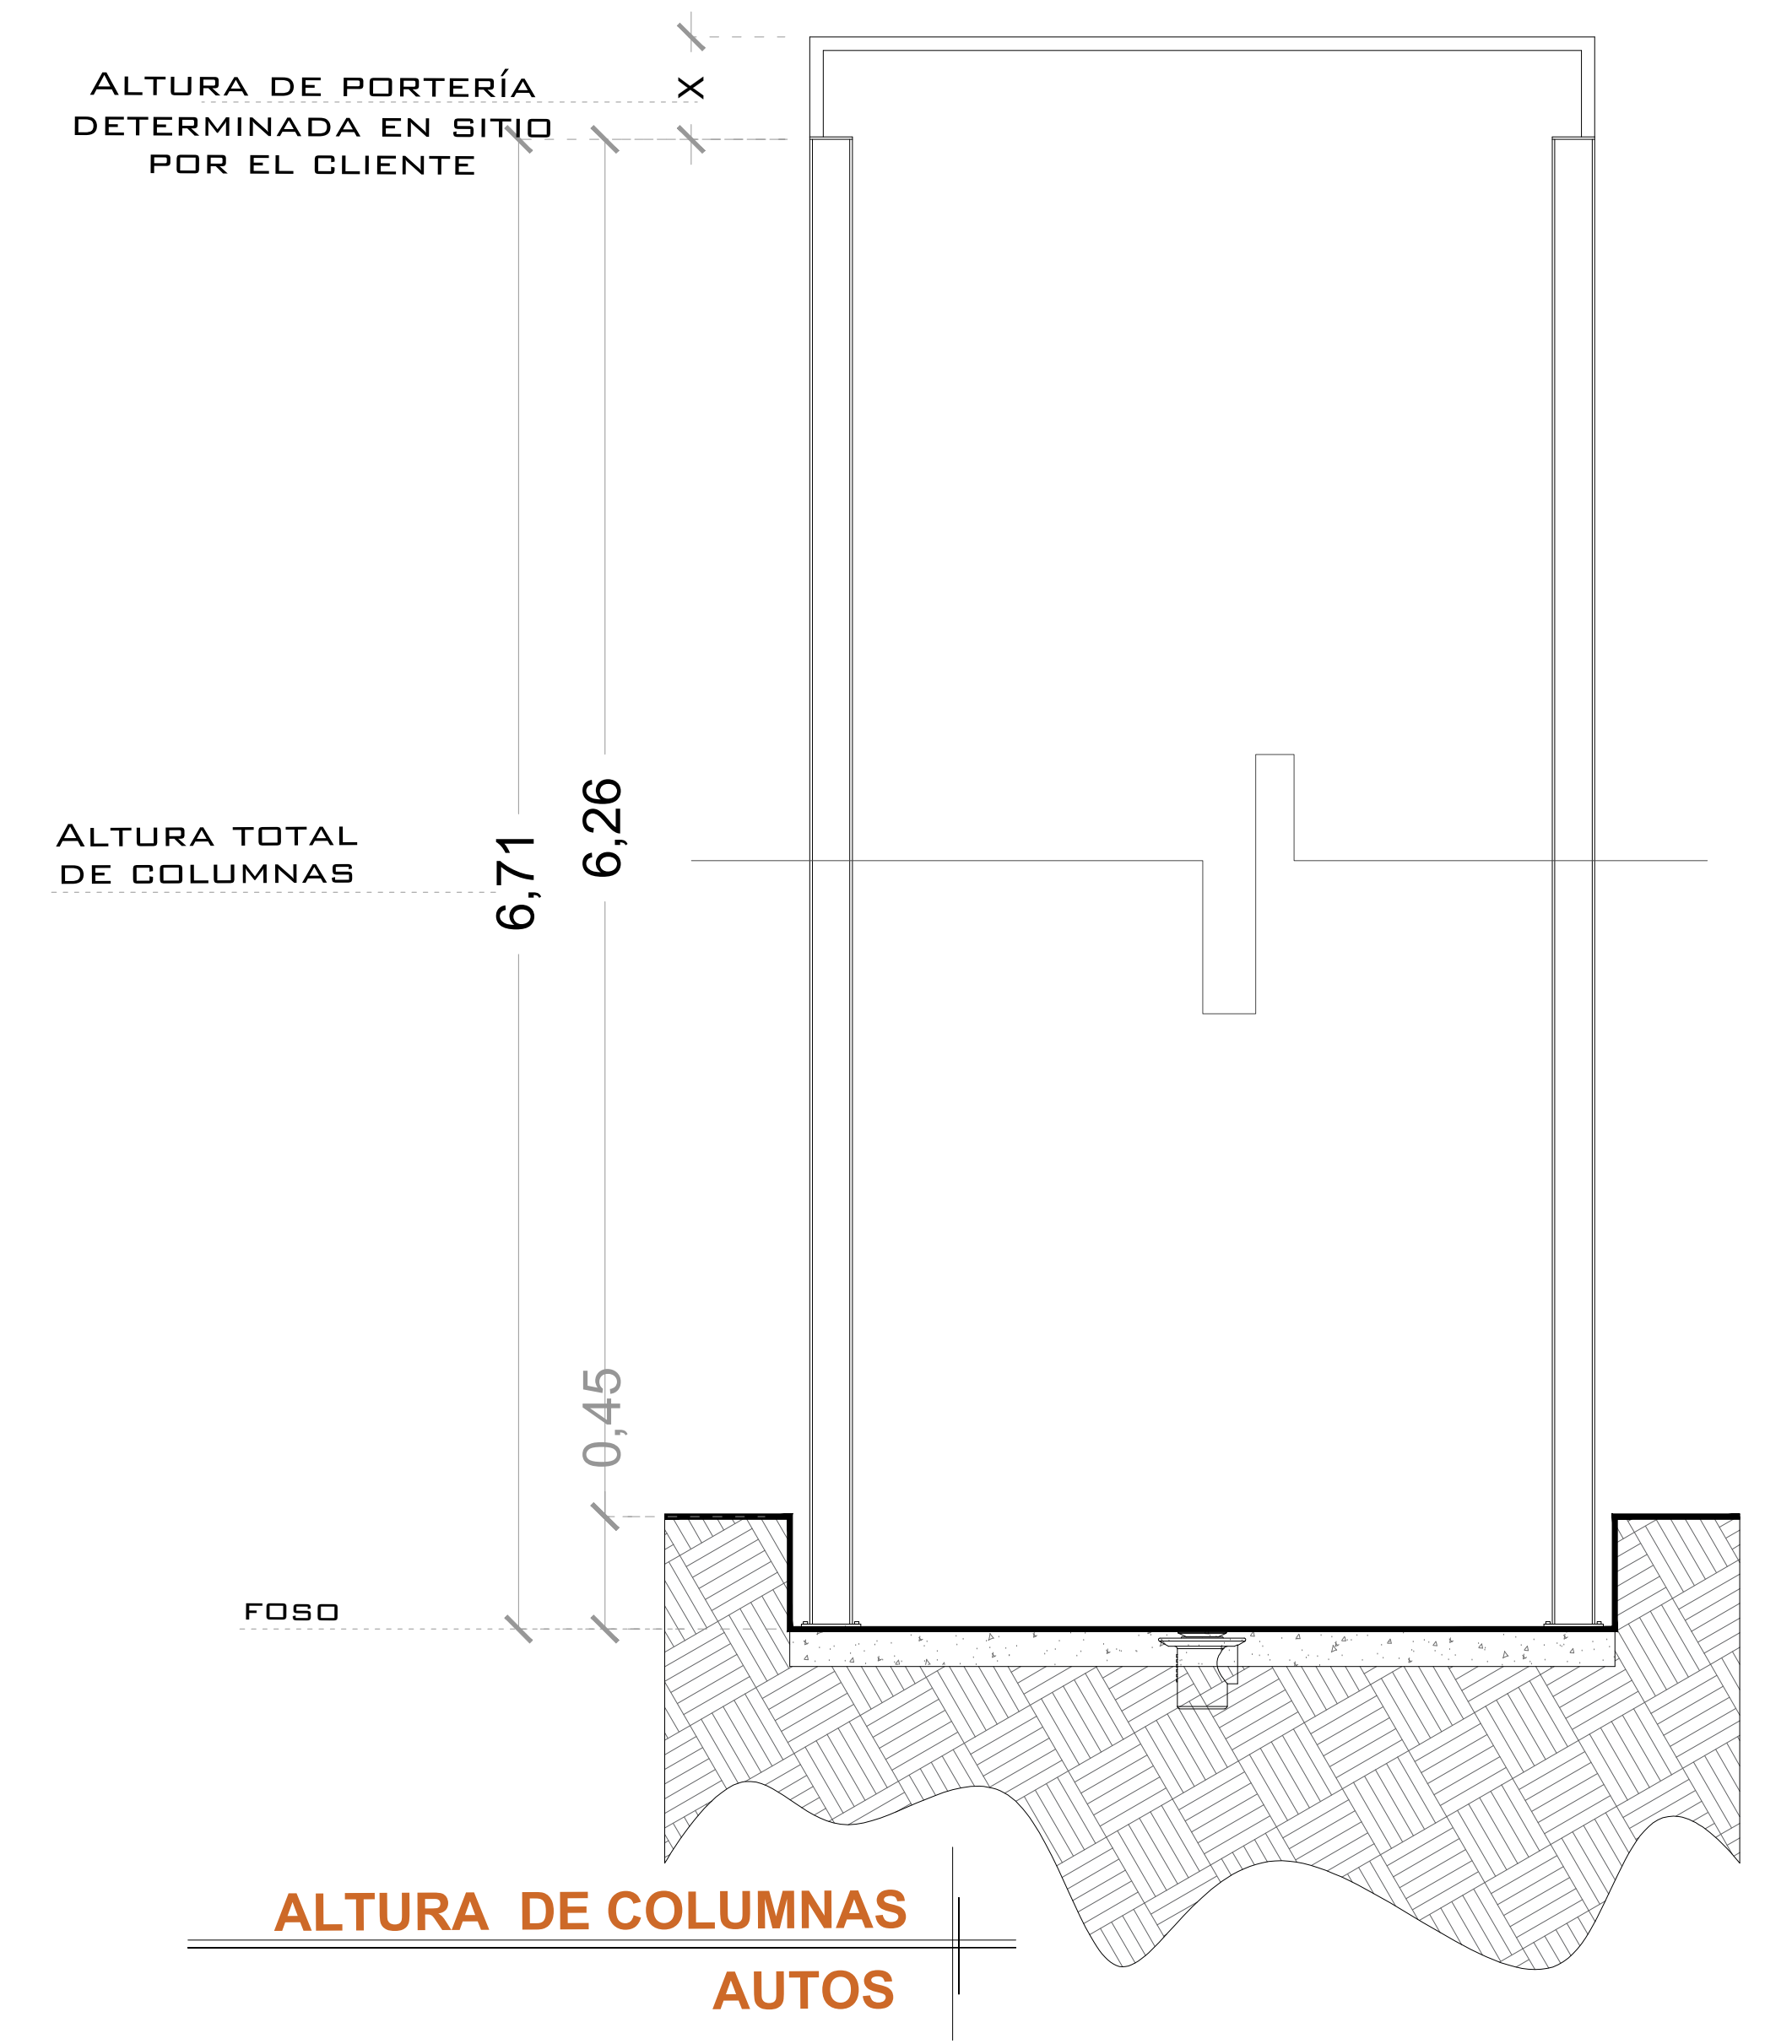 ALTURA DE PORTERÍA
DETERMINADA EN SITIO
POR EL CLIENTE
X
ALTURA TOTAL
DE COLUMNAS
6,71
6,26
0,45
FOSO
ALTURA DE COLUMNAS
AUTOS